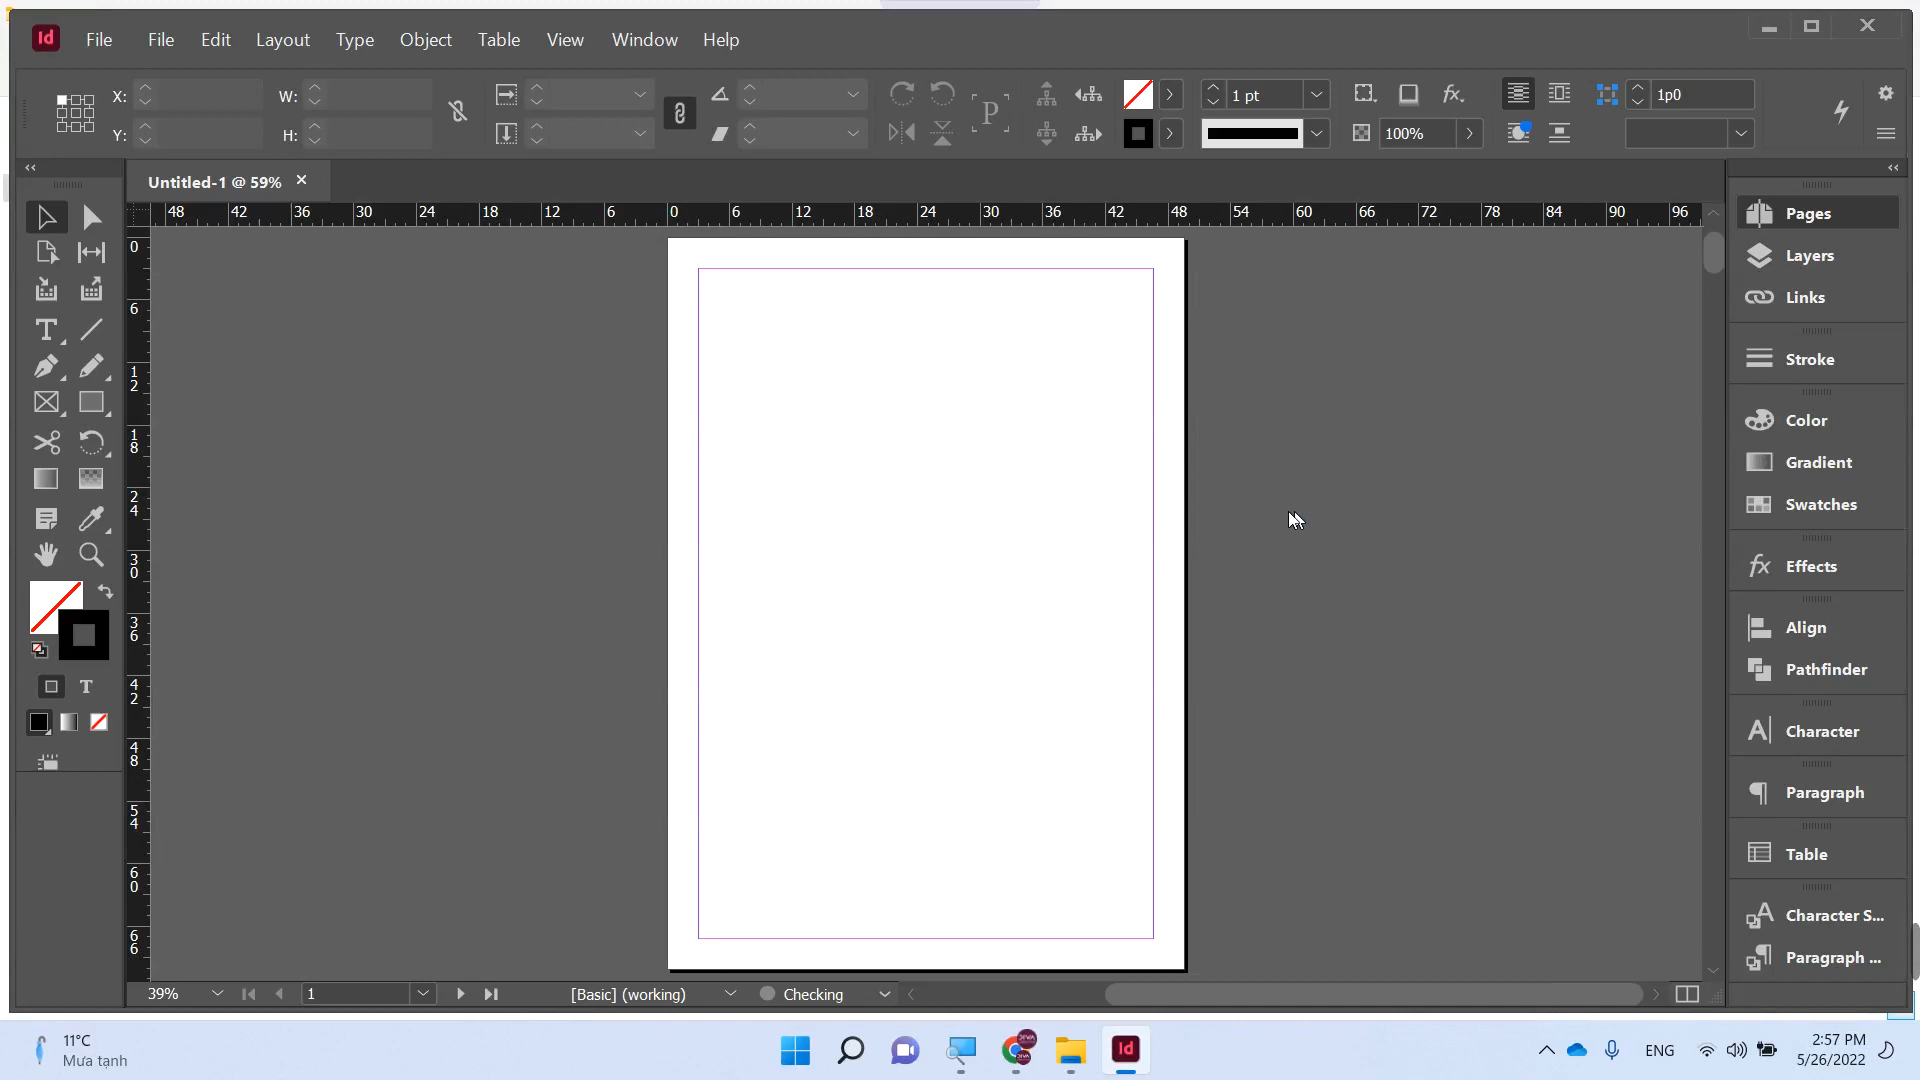 Id File File Edit Layout Type Object Table View Window Help
X: W: 1 pt fx. 1p0
Y: H: P 100%
Untitled-1 @ 59% ×
48 42 36 30 24 18 12 6 0 6 12 18 24 30 36 42 48 54 60 66 72 78 84 90 96
0
6
12
18
24
30
36
42
48
54
60
66
T
T
Pages
Layers
Links
Stroke
Color
Gradient
Swatches
fx Effects
Align
Pathfinder
A Character
Paragraph
Table
A Character S...
Paragraph ...
39% 1 [Basic] (working) Checking
11°C
Mưa tạnh
Id
ENG
2:57 PM
5/26/2022